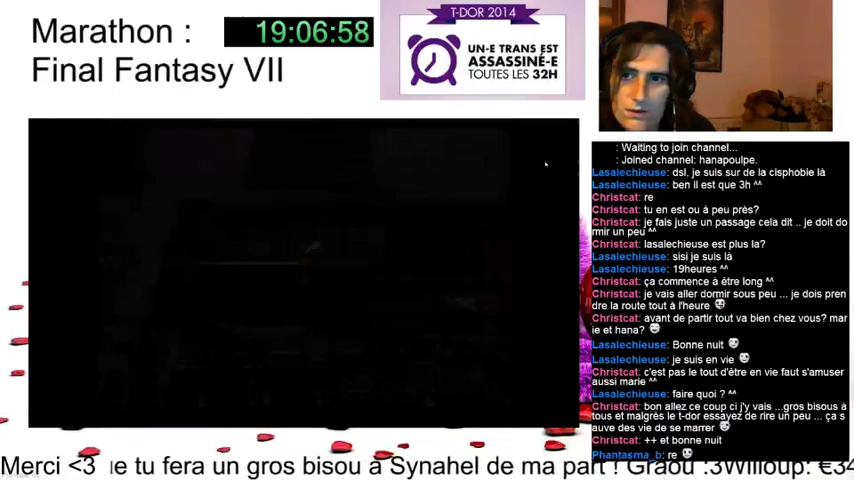 Marathon :
Final Fantasy VII
19:06:58
T-DOR 2014
UN·E TRANS EST
ASSASSINÉ·E
TOUTES LES 32H
: Waiting to join channel...
: Joined channel: hanapoulpe.
Lasalechieuse: dsl, je suis sur de la cisphobie là
Lasalechieuse: ben il est que 3h ^^
Christcat: re
Christcat: tu en est ou à peu près?
Christcat: je fais juste un passage cela dit .. je doit do
rmir un peu ^^
Christcat: lasalechieuse est plus la?
Lasalechieuse: sisi je suis là
Lasalechieuse: 19heures ^^
Christcat: ça commence à être long ^^
Christcat: je vais aller dormir sous peu ... je dois pren
dre la route tout à l'heure
Christcat: avant de partir tout va bien chez vous? mar
ie et hana?
Lasalechieuse: Bonne nuit
Lasalechieuse: je suis en vie
Christcat: c'est pas le tout d'être en vie faut s'amuser
aussi marie ^^
Lasalechieuse: faire quoi ? ^^
Christcat: bon allez ce coup ci j'y vais ...gros bisous à
tous et malgrès le t-dor essayez de rire un peu ... ça s
auve des vie de se marrer
Christcat: ++ et bonne nuit
Phantasma_b: re
Merci <3 ue tu fera un gros bisou à Synahel de ma part ! Graou :3Willoup: €34